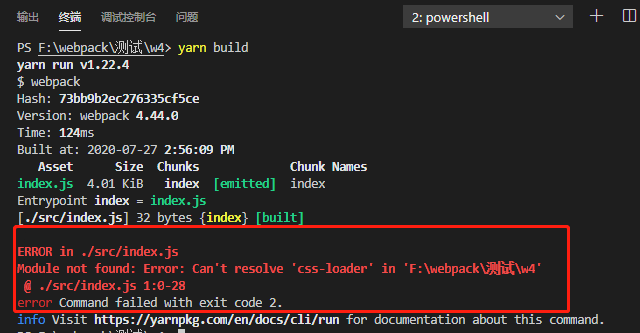 输出 终端 调试控制台 问题 2: powershell
PS F:\webpack\测试\w4> yarn build
yarn run v1.22.4
$ webpack
Hash: 73bb9b2ec276335cf5ce
Version: webpack 4.44.0
Time: 124ms
Built at: 2020-07-27 2:56:09 PM
Asset Size Chunks Chunk Names
index.js 4.01 KiB index [emitted] index
Entrypoint index = index.js
[./src/index.js] 32 bytes {index} [built]
ERROR in ./src/index.js
Module not found: Error: Can't resolve 'css-loader' in 'F:\webpack\测试\w4'
@ ./src/index.js 1:0-28
error Command failed with exit code 2.
info Visit https://yarnpkg.com/en/docs/cli/run for documentation about this command.